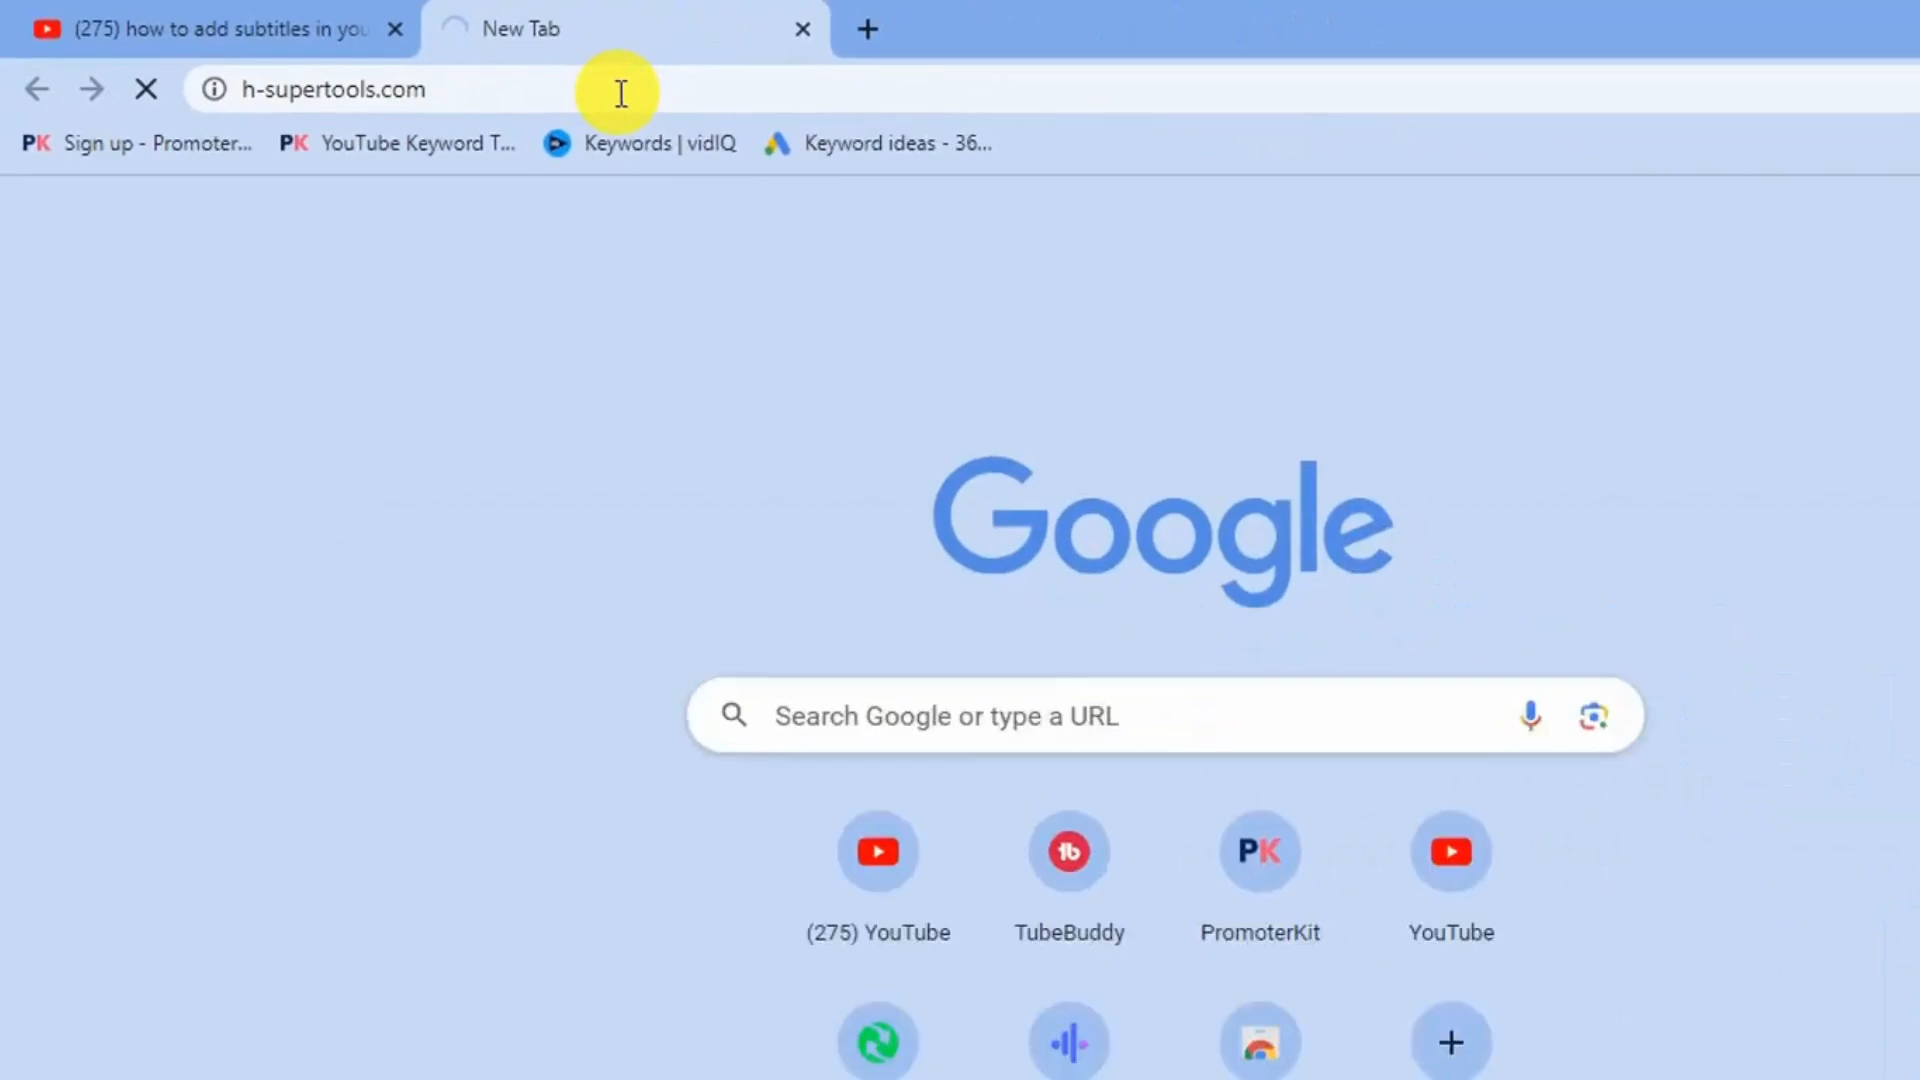 (275) how to add subtitles in you
New Tab
h-supertools.com
PK Sign up - Promoter...
PK YouTube Keyword T...
Keywords | vidIQ
Keyword ideas - 36...
Google
Search Google or type a URL
tb
PK
(275) YouTube
TubeBuddy
PromoterKit
YouTube